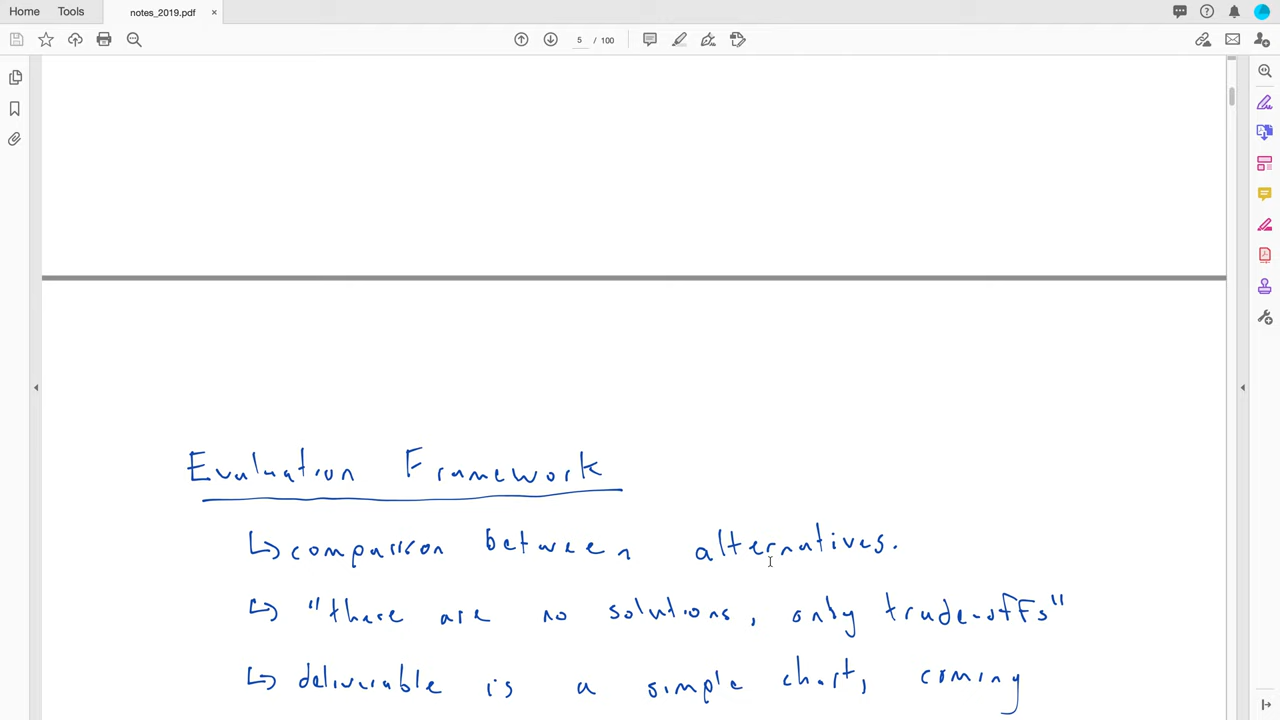 Home Tools notes_2019.pdf ×
5 / 100
Evaluation Framework
↳ comparison between alternatives.
↳ "there are no solutions, only trade-offs"
↳ deliverable is a simple chart, coming